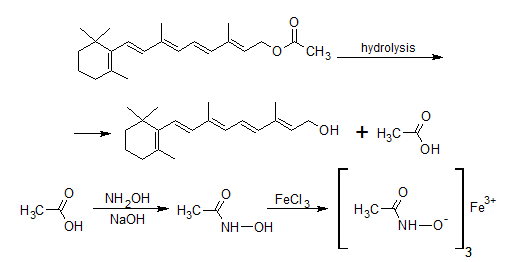 O
O
CH3
hydrolysis
OH
+
H3C
O
OH
H3C
O
OH
NH2OH
NaOH
H3C
O
NH—OH
FeCl3
H3C
O
NH—O-
3
Fe3+